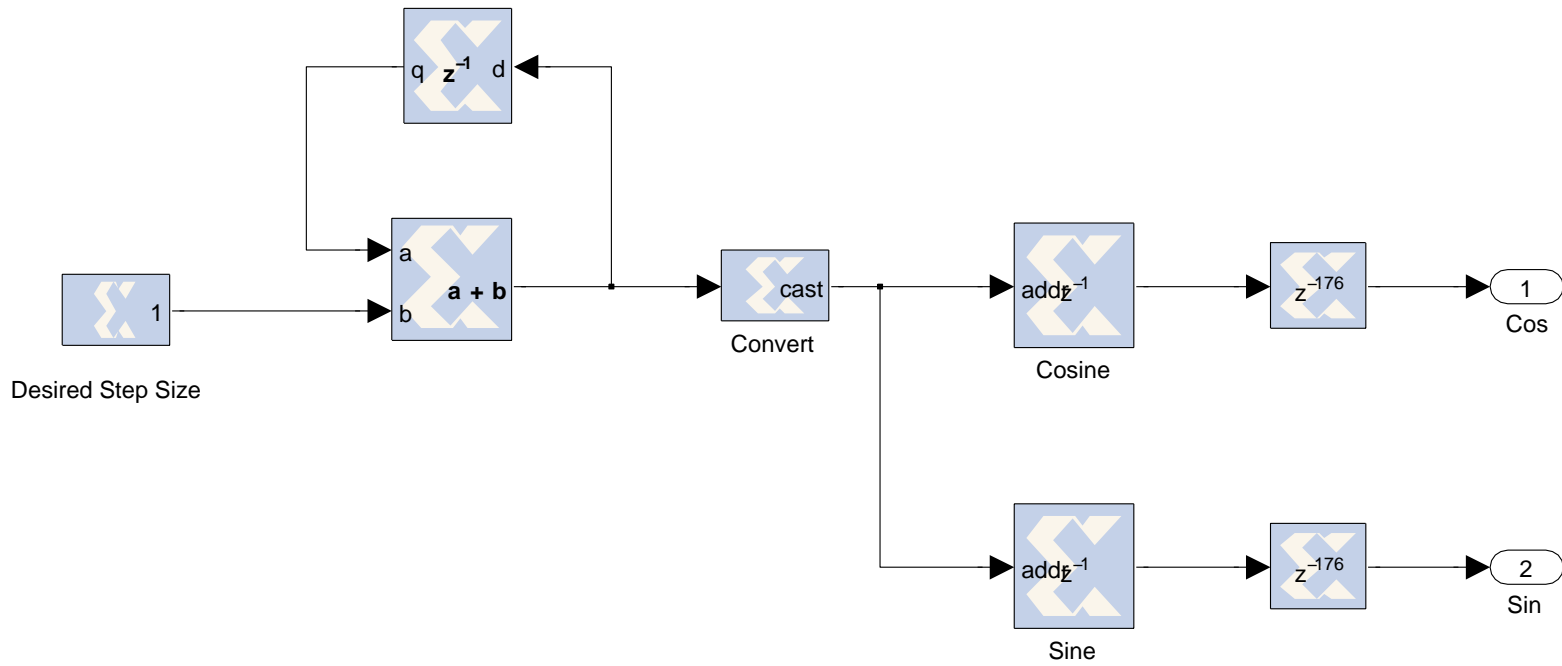 q z⁻¹ d
a
a + b
b
1
Desired Step Size
cast
Convert
addr z⁻¹
Cosine
z⁻¹⁷⁶
1
Cos
addr z⁻¹
Sine
z⁻¹⁷⁶
2
Sin